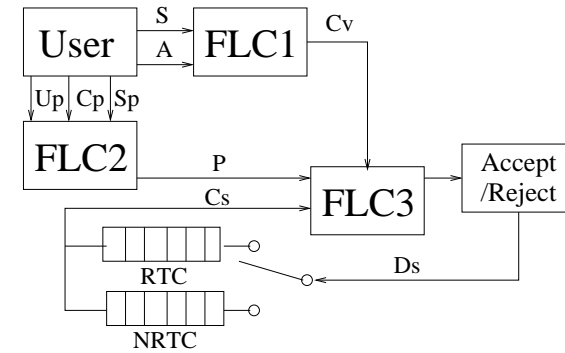 S
Cv
User
FLC1
A
Up
Cp
Sp
FLC2
P
FLC3
Accept
/Reject
Cs
RTC
Ds
NRTC